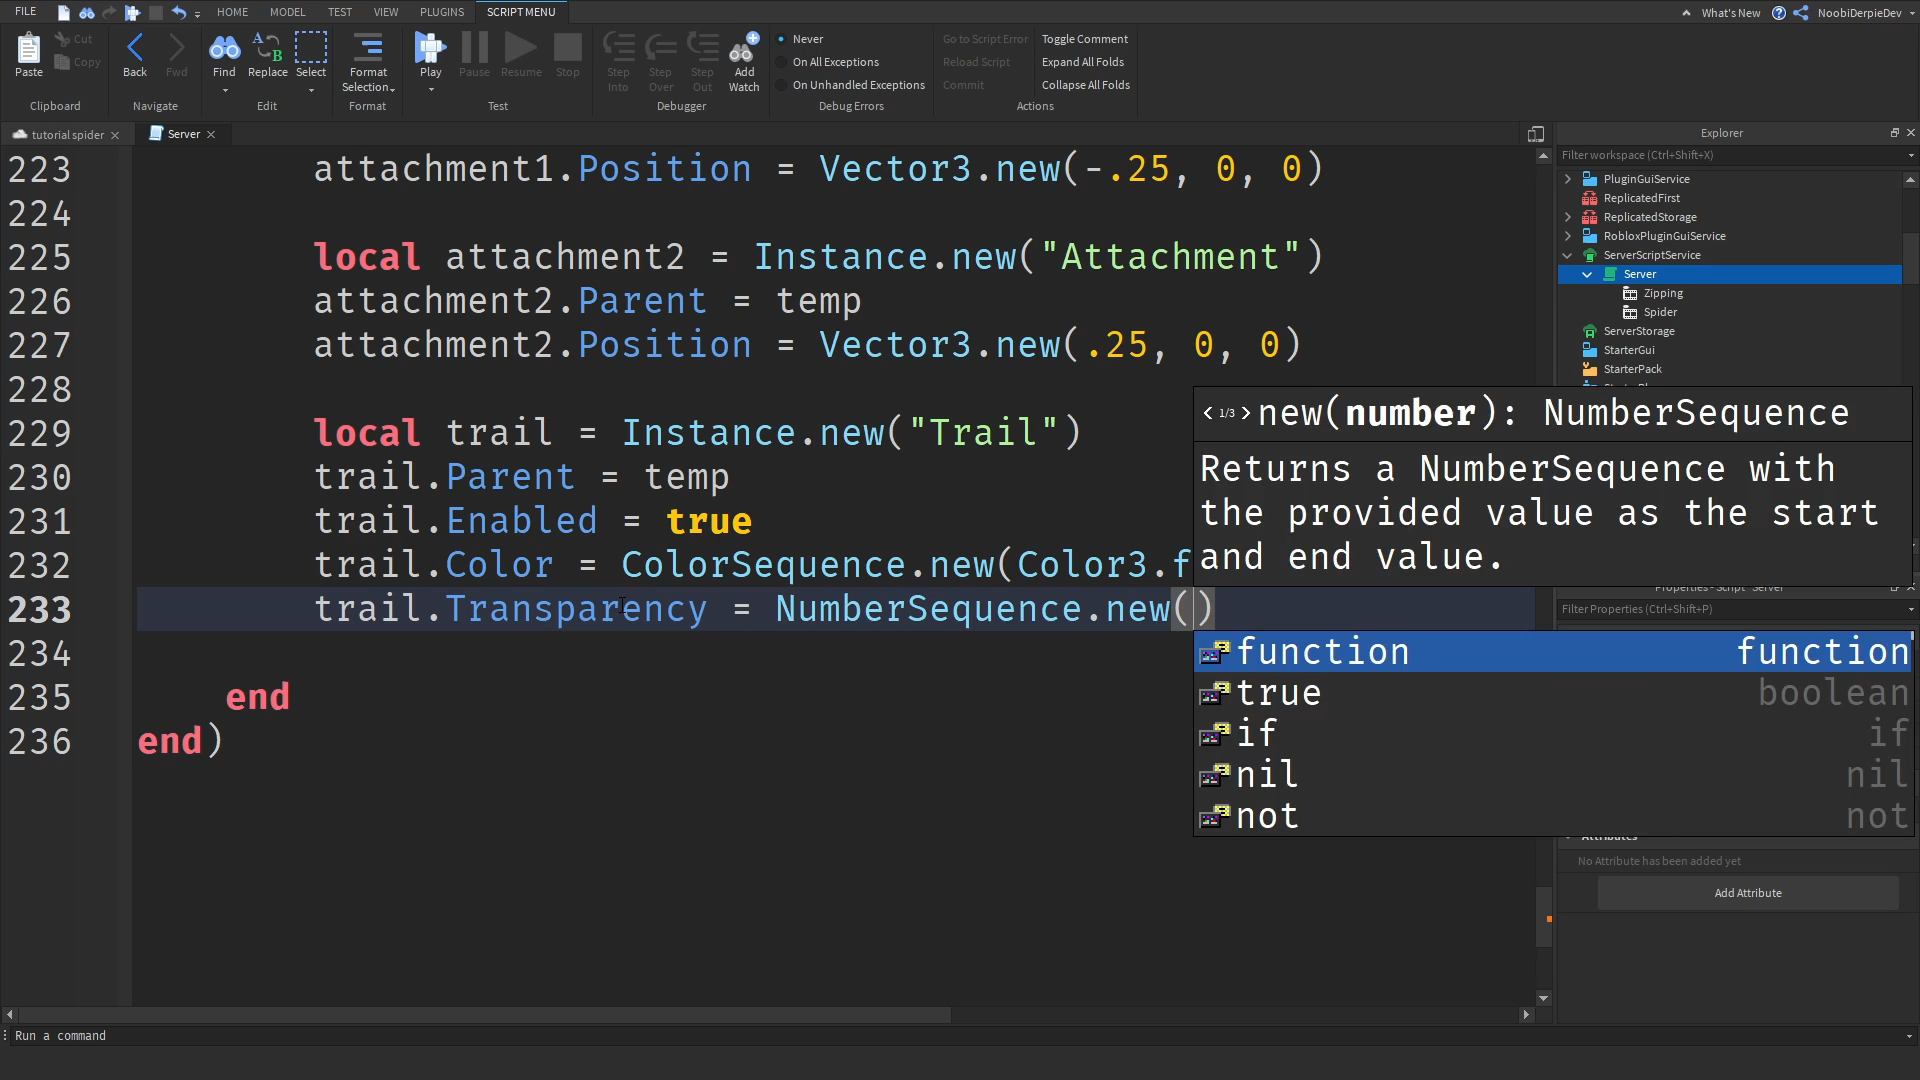 FILE HOME MODEL TEST VIEW PLUGINS SCRIPT MENU What's New NoobiDerpieDev
Paste Cut Copy Clipboard
Back Fwd Navigate
Find Replace Select Edit
Format Selection Format
Play Pause Resume Stop Test
Step Into Step Over Step Out Add Watch Debugger
Never
On All Exceptions
On Unhandled Exceptions
Debug Errors
Go to Script Error Toggle Comment
Reload Script Expand All Folds
Commit Collapse All Folds
Actions
tutorial spider Server
223 attachment1.Position = Vector3.new(-.25, 0, 0)
224
225 local attachment2 = Instance.new("Attachment")
226 attachment2.Parent = temp
227 attachment2.Position = Vector3.new(.25, 0, 0)
228
229 local trail = Instance.new("Trail")
230 trail.Parent = temp
231 trail.Enabled = true
232 trail.Color = ColorSequence.new(Color3.f
233 trail.Transparency = NumberSequence.new()
234
235 end
236 end)
1/3 new(number): NumberSequence
Returns a NumberSequence with
the provided value as the start
and end value.
function function
true boolean
if if
nil nil
not not
Explorer
Filter workspace (Ctrl+Shift+X)
PluginGuiService
ReplicatedFirst
ReplicatedStorage
RobloxPluginGuiService
ServerScriptService
Server
Zipping
Spider
ServerStorage
StarterGui
StarterPack
Properties - Script "Server"
Filter Properties (Ctrl+Shift+P)
Attributes
No Attribute has been added yet
Add Attribute
Run a command